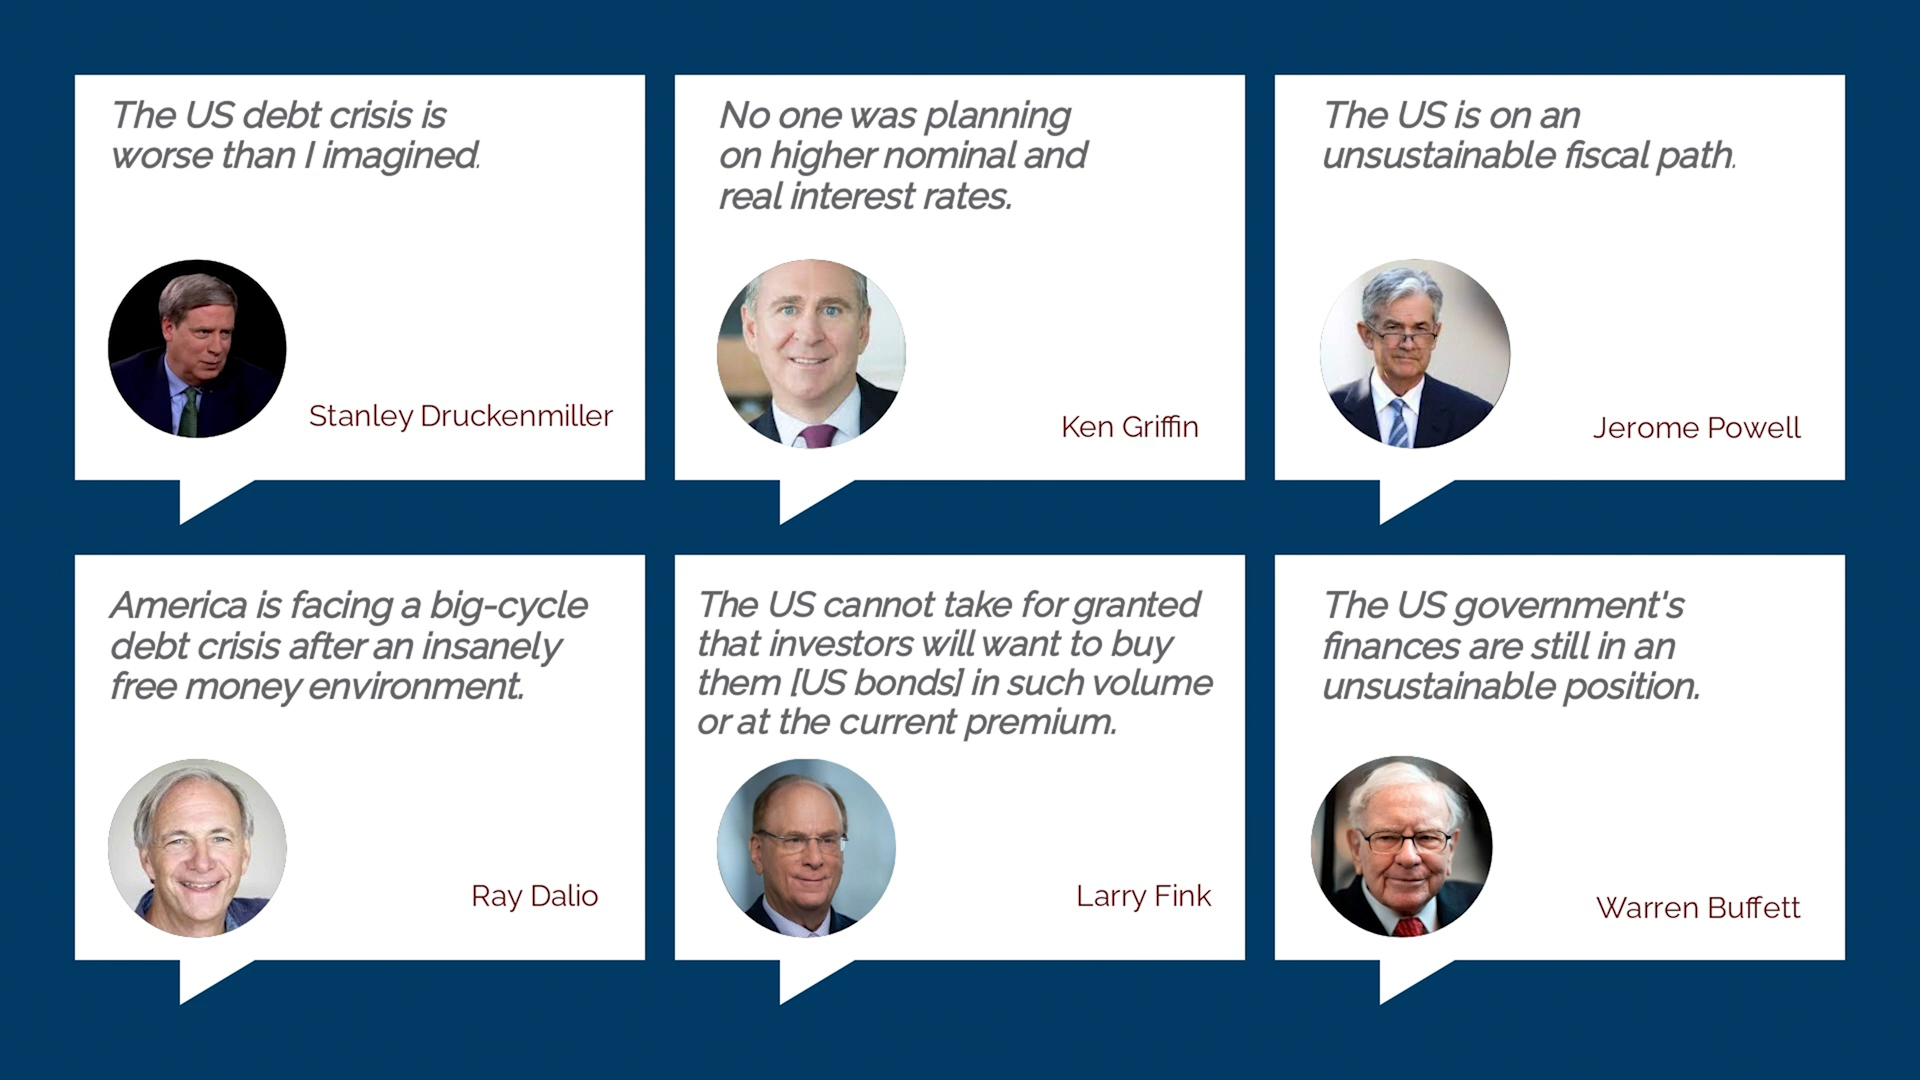 The US debt crisis is
worse than I imagined.
Stanley Druckenmiller
No one was planning
on higher nominal and
real interest rates.
Ken Griffin
The US is on an
unsustainable fiscal path.
Jerome Powell
America is facing a big-cycle
debt crisis after an insanely
free money environment.
Ray Dalio
The US cannot take for granted
that investors will want to buy
them [US bonds] in such volume
or at the current premium.
Larry Fink
The US government's
finances are still in an
unsustainable position.
Warren Buffett